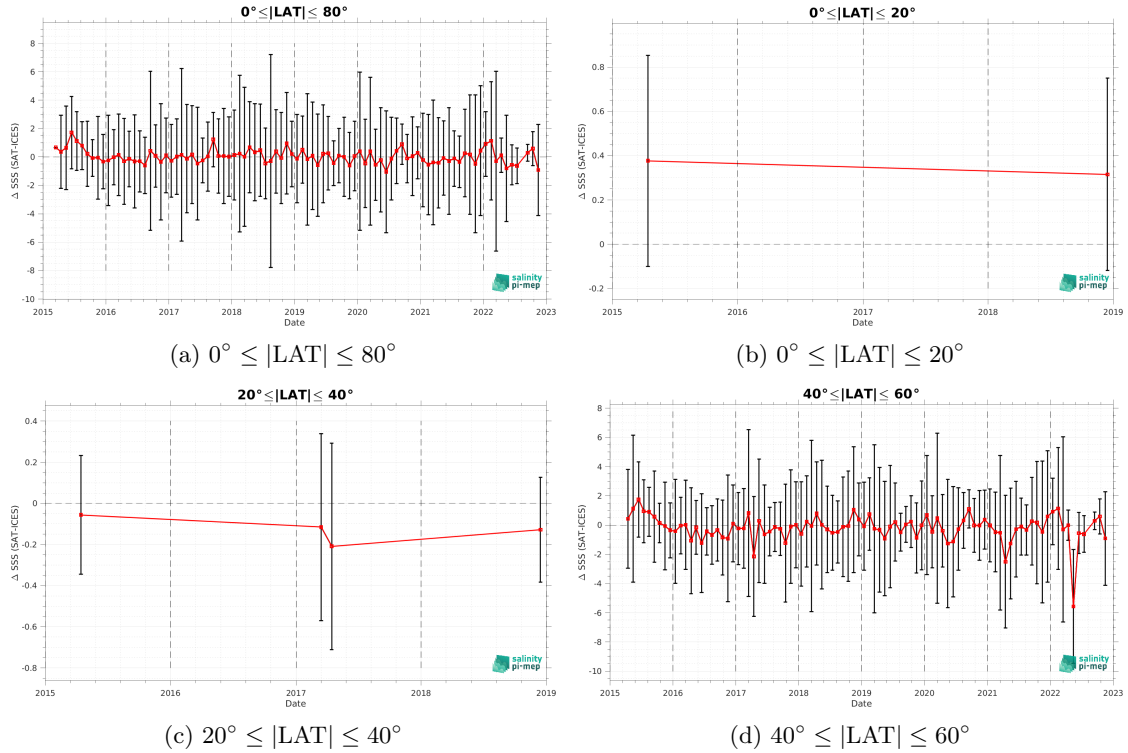 0°≤|LAT|≤ 80°
8
6
4
2
0
-2
-4
-6
-8
-10
Δ SSS (SAT-ICES)
2015 2016 2017 2018 2019 2020 2021 2022 2023
Date
salinity
pi-mep
(a) 0° ≤ |LAT| ≤ 80°
0°≤|LAT|≤ 20°
0.8
0.6
0.4
0.2
0
-0.2
Δ SSS (SAT-ICES)
2015 2016 2017 2018 2019
Date
salinity
pi-mep
(b) 0° ≤ |LAT| ≤ 20°
20°≤|LAT|≤ 40°
0.4
0.2
0
-0.2
-0.4
-0.6
-0.8
Δ SSS (SAT-ICES)
2015 2016 2017 2018 2019
Date
salinity
pi-mep
(c) 20° ≤ |LAT| ≤ 40°
40°≤|LAT|≤ 60°
8
6
4
2
0
-2
-4
-6
-8
-10
Δ SSS (SAT-ICES)
2015 2016 2017 2018 2019 2020 2021 2022 2023
Date
salinity
pi-mep
(d) 40° ≤ |LAT| ≤ 60°